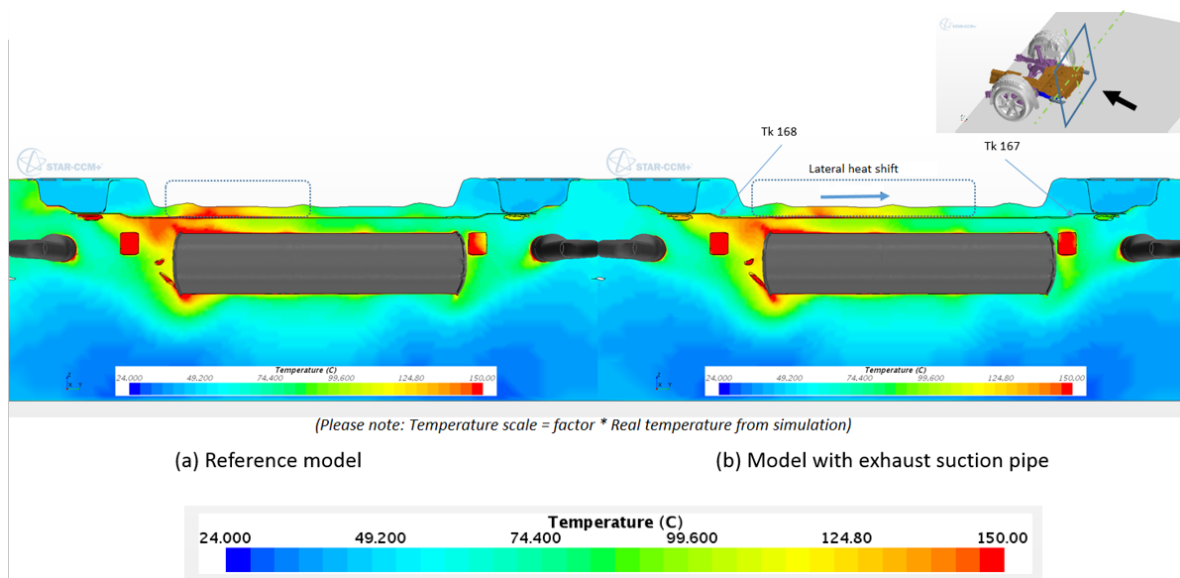 STAR-CCM+
Tk 168
Tk 167
STAR-CCM+
STAR-CCM+
Lateral heat shift
Temperature (C)
24.000 49.200 74.400 99.600 124.80 150.00
Temperature (C)
24.000 49.200 74.400 99.600 124.80 150.00
(Please note: Temperature scale = factor * Real temperature from simulation)
(a) Reference model
(b) Model with exhaust suction pipe
Temperature (C)
24.000 49.200 74.400 99.600 124.80 150.00